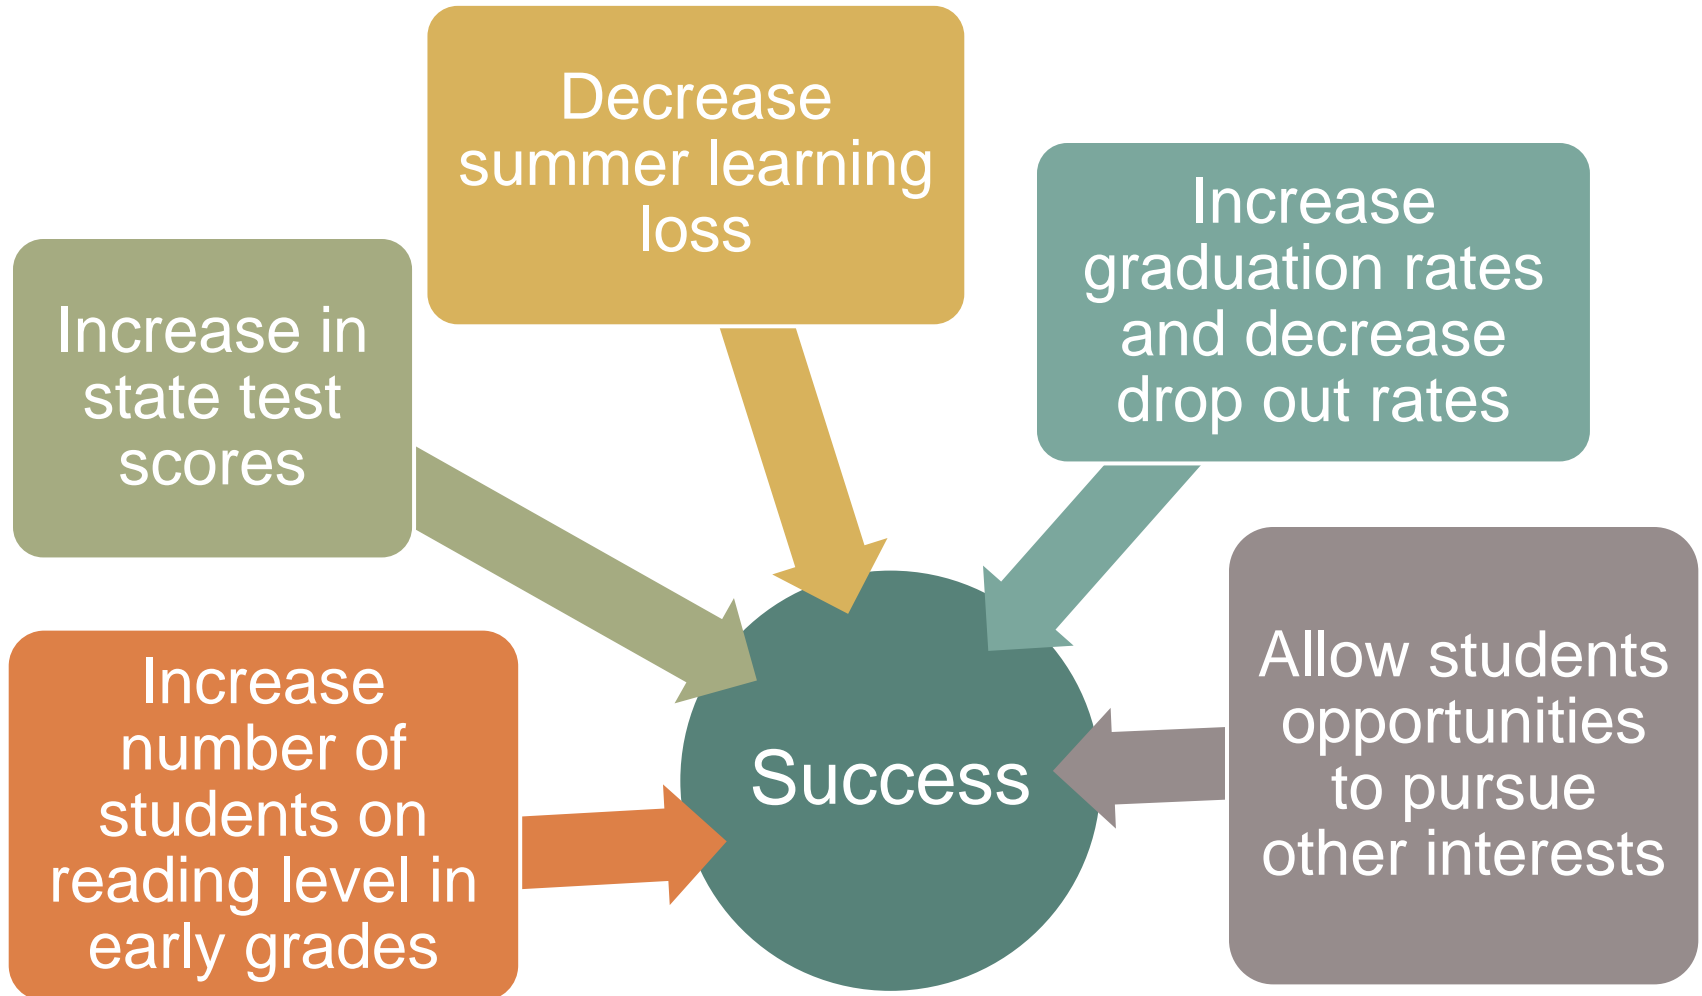 Decrease
summer learning
loss
Increase
graduation rates
and decrease
drop out rates
Increase in
state test
scores
Allow students
opportunities
to pursue
other interests
Increase
number of
students on
reading level in
early grades
Success